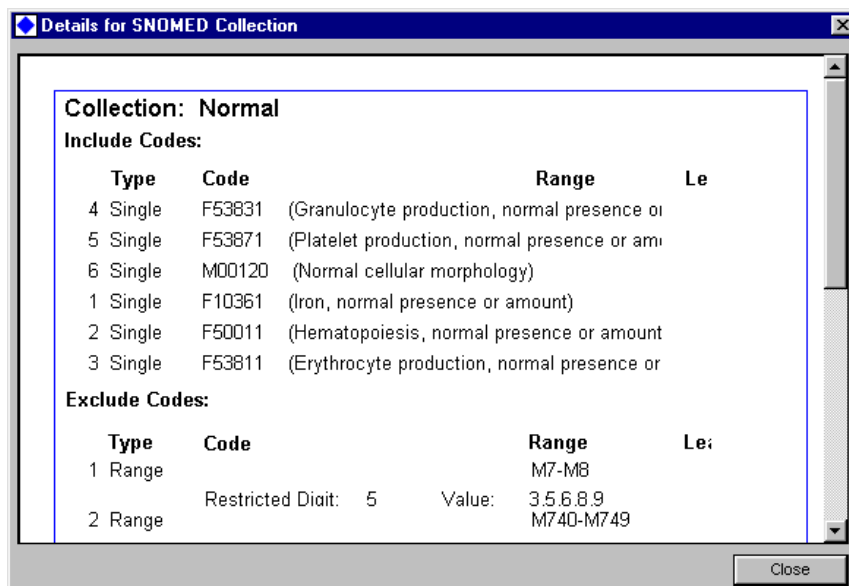 Details for SNOMED Collection
Collection: Normal
Include Codes:
Type Code Range Le
4 Single F53831 (Granulocyte production, normal presence or
5 Single F53871 (Platelet production, normal presence or am
6 Single M00120 (Normal cellular morphology)
1 Single F10361 (Iron, normal presence or amount)
2 Single F50011 (Hematopoiesis, normal presence or amount
3 Single F53811 (Erythrocyte production, normal presence or
Exclude Codes:
Type Code Range Lea
1 Range M7-M8
Restricted Digit: 5 Value: 3.5.6.8.9
2 Range M740-M749
Close